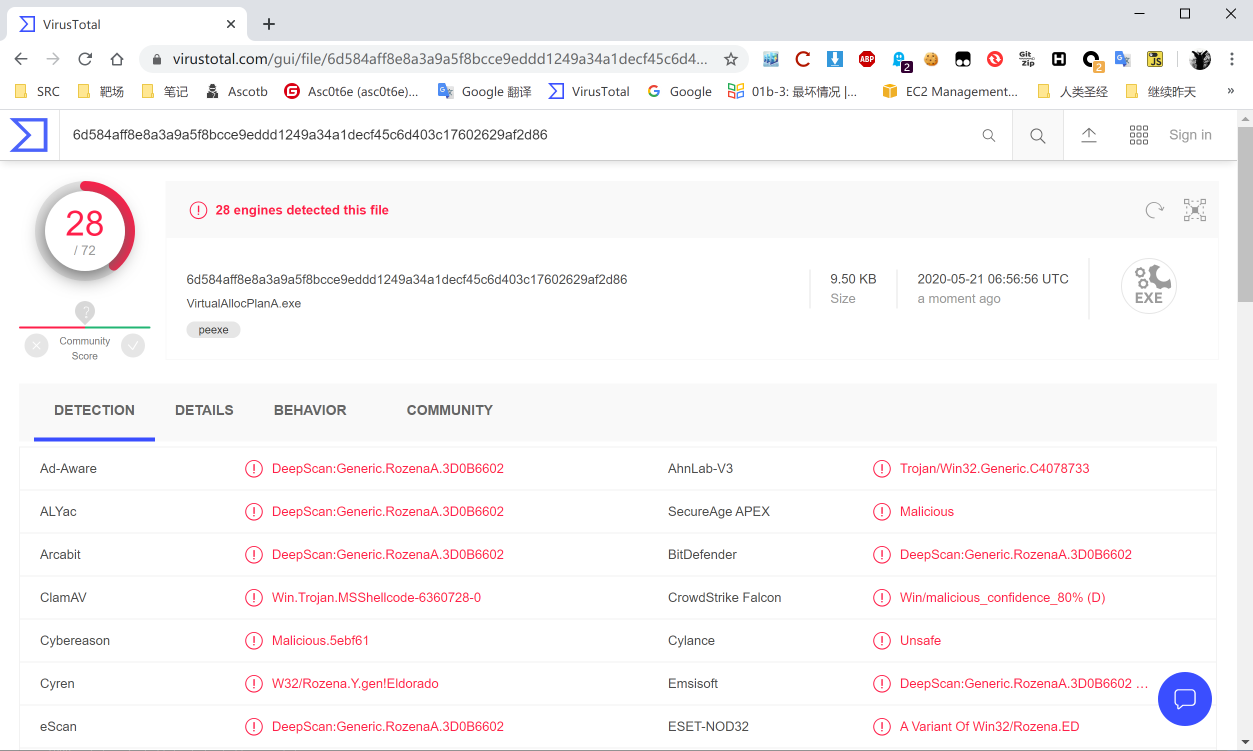 VirusTotal
virustotal.com/gui/file/6d584aff8e8a3a9a5f8bcce9eddd1249a34a1decf45c6d4...
ABP
2
Git Zip
H
2
JS
SRC 靶场 笔记 Ascotb Asc0t6e (asc0t6e)... Google 翻译 VirusTotal Google 01b-3: 最坏情况 |... EC2 Management... 人类圣经 继续昨天 »
6d584aff8e8a3a9a5f8bcce9eddd1249a34a1decf45c6d403c17602629af2d86
Sign in
28
/ 72
28 engines detected this file
6d584aff8e8a3a9a5f8bcce9eddd1249a34a1decf45c6d403c17602629af2d86
VirtualAllocPlanA.exe
peexe
9.50 KB
Size
2020-05-21 06:56:56 UTC
a moment ago
EXE
?
Community
Score
DETECTION DETAILS BEHAVIOR COMMUNITY
Ad-Aware DeepScan:Generic.RozenaA.3D0B6602 AhnLab-V3 Trojan/Win32.Generic.C4078733
ALYac DeepScan:Generic.RozenaA.3D0B6602 SecureAge APEX Malicious
Arcabit DeepScan:Generic.RozenaA.3D0B6602 BitDefender DeepScan:Generic.RozenaA.3D0B6602
ClamAV Win.Trojan.MSShellcode-6360728-0 CrowdStrike Falcon Win/malicious_confidence_80% (D)
Cybereason Malicious.5ebf61 Cylance Unsafe
Cyren W32/Rozena.Y.gen!Eldorado Emsisoft DeepScan:Generic.RozenaA.3D0B6602 ...
eScan DeepScan:Generic.RozenaA.3D0B6602 ESET-NOD32 A Variant Of Win32/Rozena.ED